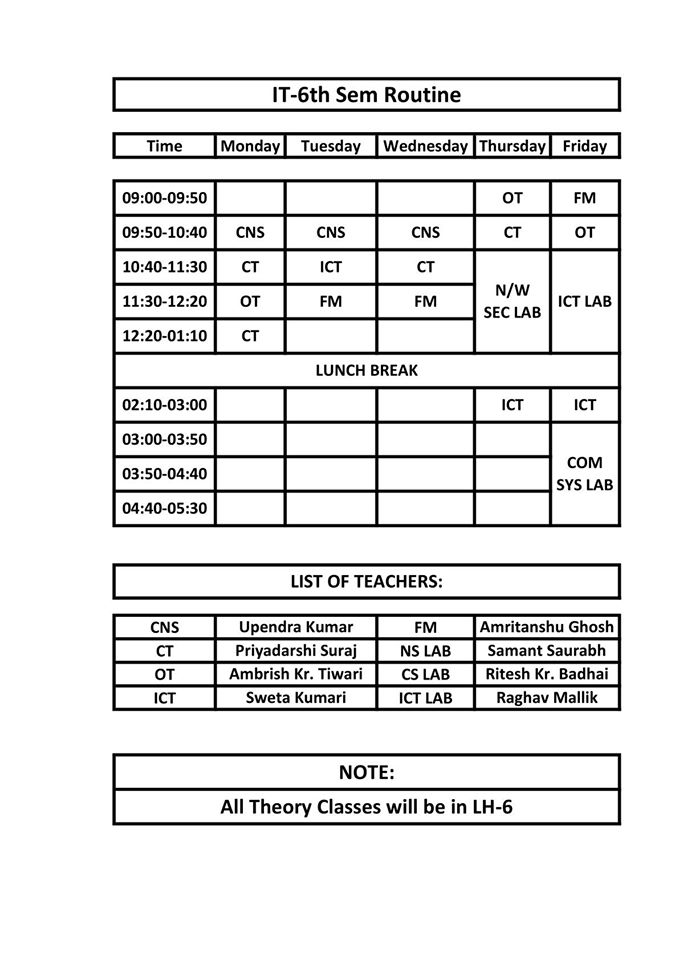 IT-6th Sem Routine
Time Monday Tuesday Wednesday Thursday Friday
09:00-09:50 OT FM
09:50-10:40 CNS CNS CNS CT OT
10:40-11:30 CT ICT CT
N/W
SEC LAB
ICT LAB
11:30-12:20 OT FM FM
12:20-01:10 CT
LUNCH BREAK
02:10-03:00 ICT ICT
03:00-03:50
COM
SYS LAB
03:50-04:40
04:40-05:30
LIST OF TEACHERS:
CNS Upendra Kumar FM Amritanshu Ghosh
CT Priyadarshi Suraj NS LAB Samant Saurabh
OT Ambrish Kr. Tiwari CS LAB Ritesh Kr. Badhai
ICT Sweta Kumari ICT LAB Raghav Mallik
NOTE:
All Theory Classes will be in LH-6